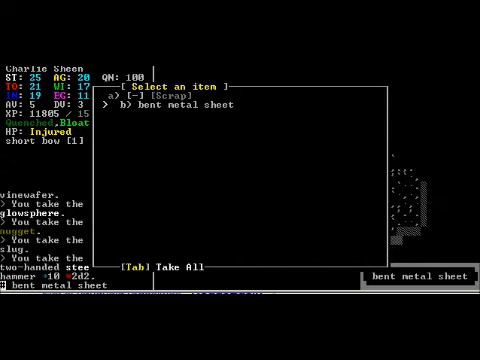 Charlie Sheen
ST: 25 AG: 20 QN: 100
TO: 21 WI: 17
IN: 19 EG: 11
AV: 5 DV: 3
XP: 11805 / 15
Quenched,Bloat
HP: Injured
short bow [1]
[ Select an item ]
a) [-] [Scrap]
> b) bent metal sheet
vinewafer.
> You take the
glowsphere.
> You take the
nugget.
> You take the
slug.
> You take the
two-handed stee
hammer 10 2d2.
bent metal sheet
[Tab] Take All
bent metal sheet